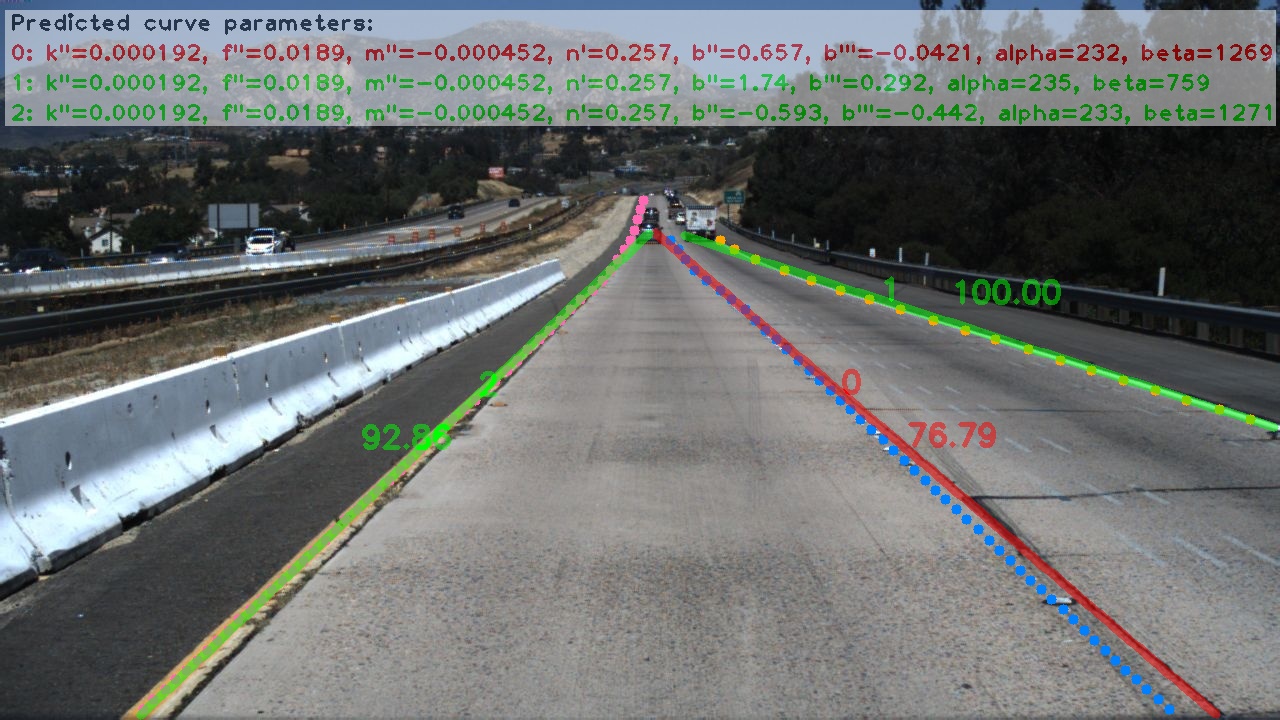 Predicted curve parameters:
0: k''=0.000192, f''=0.0189, m''=−0.000452, n'=0.257, b''=0.657, b'''=−0.0421, alpha=232, beta=1269
1: k''=0.000192, f''=0.0189, m''=−0.000452, n'=0.257, b''=1.74, b'''=0.292, alpha=235, beta=759
2: k''=0.000192, f''=0.0189, m''=−0.000452, n'=0.257, b''=−0.593, b'''=−0.442, alpha=233, beta=1271
1 100.00
2
0
92.86
76.79